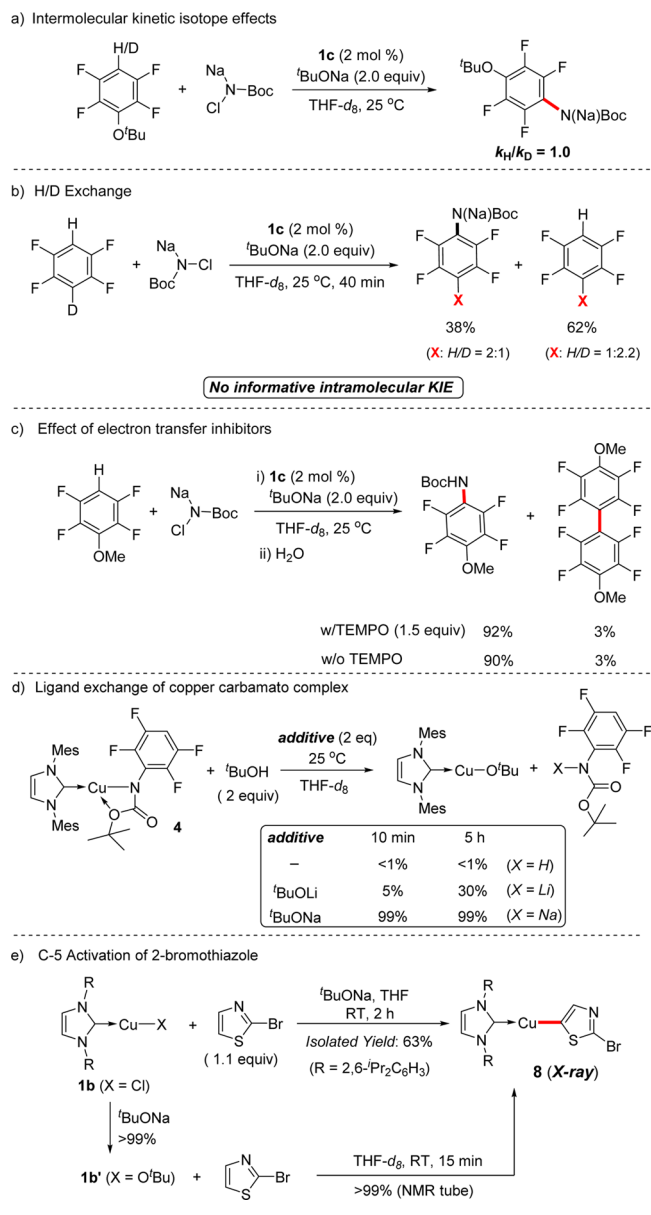 a) Intermolecular kinetic isotope effects
H/D
F F
F F
OᵗBu
+
Na
N—Boc
Cl
1c (2 mol %)
ᵗBuONa (2.0 equiv)
THF-d₈, 25 °C
F
ᵗBuO F
F N(Na)Boc
F
kH/kD = 1.0
b) H/D Exchange
H
F F
F F
D
+
Na
N—Cl
Boc
1c (2 mol %)
ᵗBuONa (2.0 equiv)
THF-d₈, 25 °C, 40 min
N(Na)Boc
F F
F F
X
+
H
F F
F F
X
38% 62%
(X: H/D = 2:1) (X: H/D = 1:2.2)
No informative intramolecular KIE
c) Effect of electron transfer inhibitors
H
F F
F F
OMe
+
Na
N—Boc
Cl
i) 1c (2 mol %)
ᵗBuONa (2.0 equiv)
THF-d₈, 25 °C
ii) H₂O
BocHN
F F
F F
OMe
+
OMe
F F
F F
F F
F F
OMe
w/TEMPO (1.5 equiv) 92% 3%
w/o TEMPO 90% 3%
d) Ligand exchange of copper carbamato complex
Mes
N
N
Mes
Cu—N
F
F F
F
O O
4
+ ᵗBuOH
( 2 equiv)
additive (2 eq)
25 °C
THF-d₈
Mes
N
N
Mes
Cu—OᵗBu
+
F
F F
X—N F
O
O
additive 10 min 5 h
– <1% <1% (X = H)
ᵗBuOLi 5% 30% (X = Li)
ᵗBuONa 99% 99% (X = Na)
e) C-5 Activation of 2-bromothiazole
R
N
N
R
Cu—X
1b (X = Cl)
+
N
S
Br
( 1.1 equiv)
ᵗBuONa, THF
RT, 2 h
Isolated Yield: 63%
(R = 2,6-ⁱPr₂C₆H₃)
R
N
N
R
Cu
N
S
Br
8 (X-ray)
ᵗBuONa
>99%
1b' (X = OᵗBu) +
N
S
Br
THF-d₈, RT, 15 min
>99% (NMR tube)